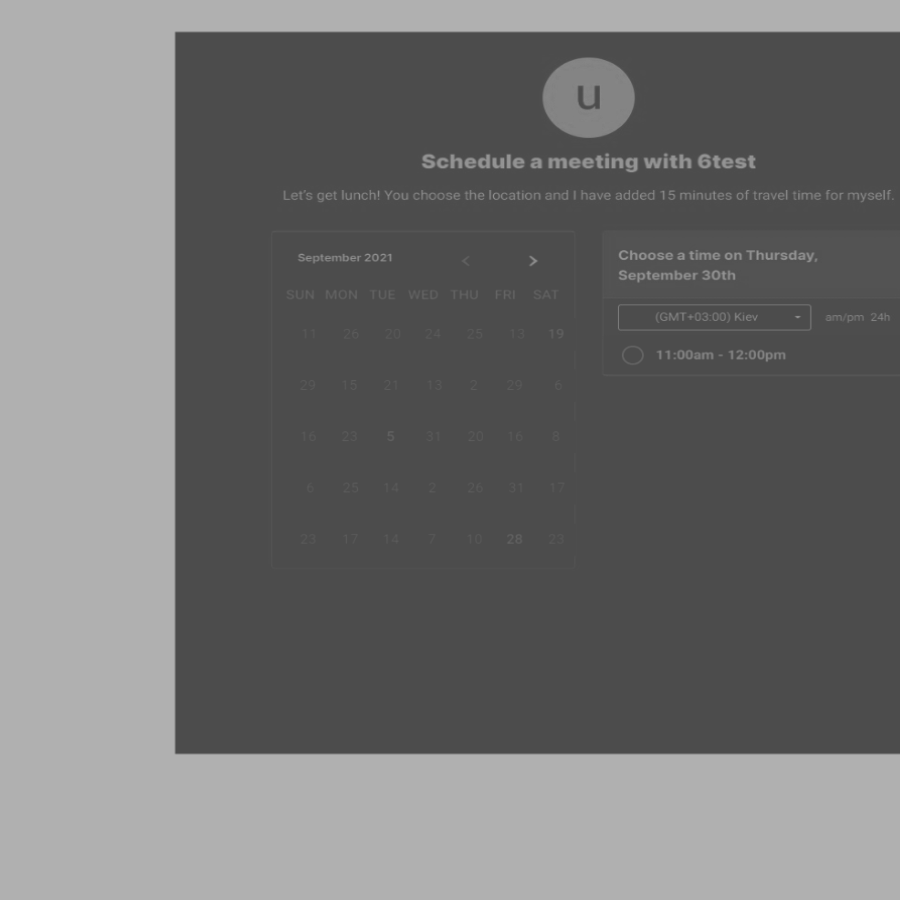 u
Schedule a meeting with 6test
Let's get lunch! You choose the location and I have added 15 minutes of travel time for myself.
September 2021 < >
SUN MON TUE WED THU FRI SAT
11 26 20 24 25 13 19
29 15 21 13 2 29 6
16 23 5 31 20 16 8
6 25 14 2 26 31 17
23 17 14 7 10 28 23
Choose a time on Thursday,
September 30th
(GMT+03:00) Kiev am/pm 24h
11:00am - 12:00pm